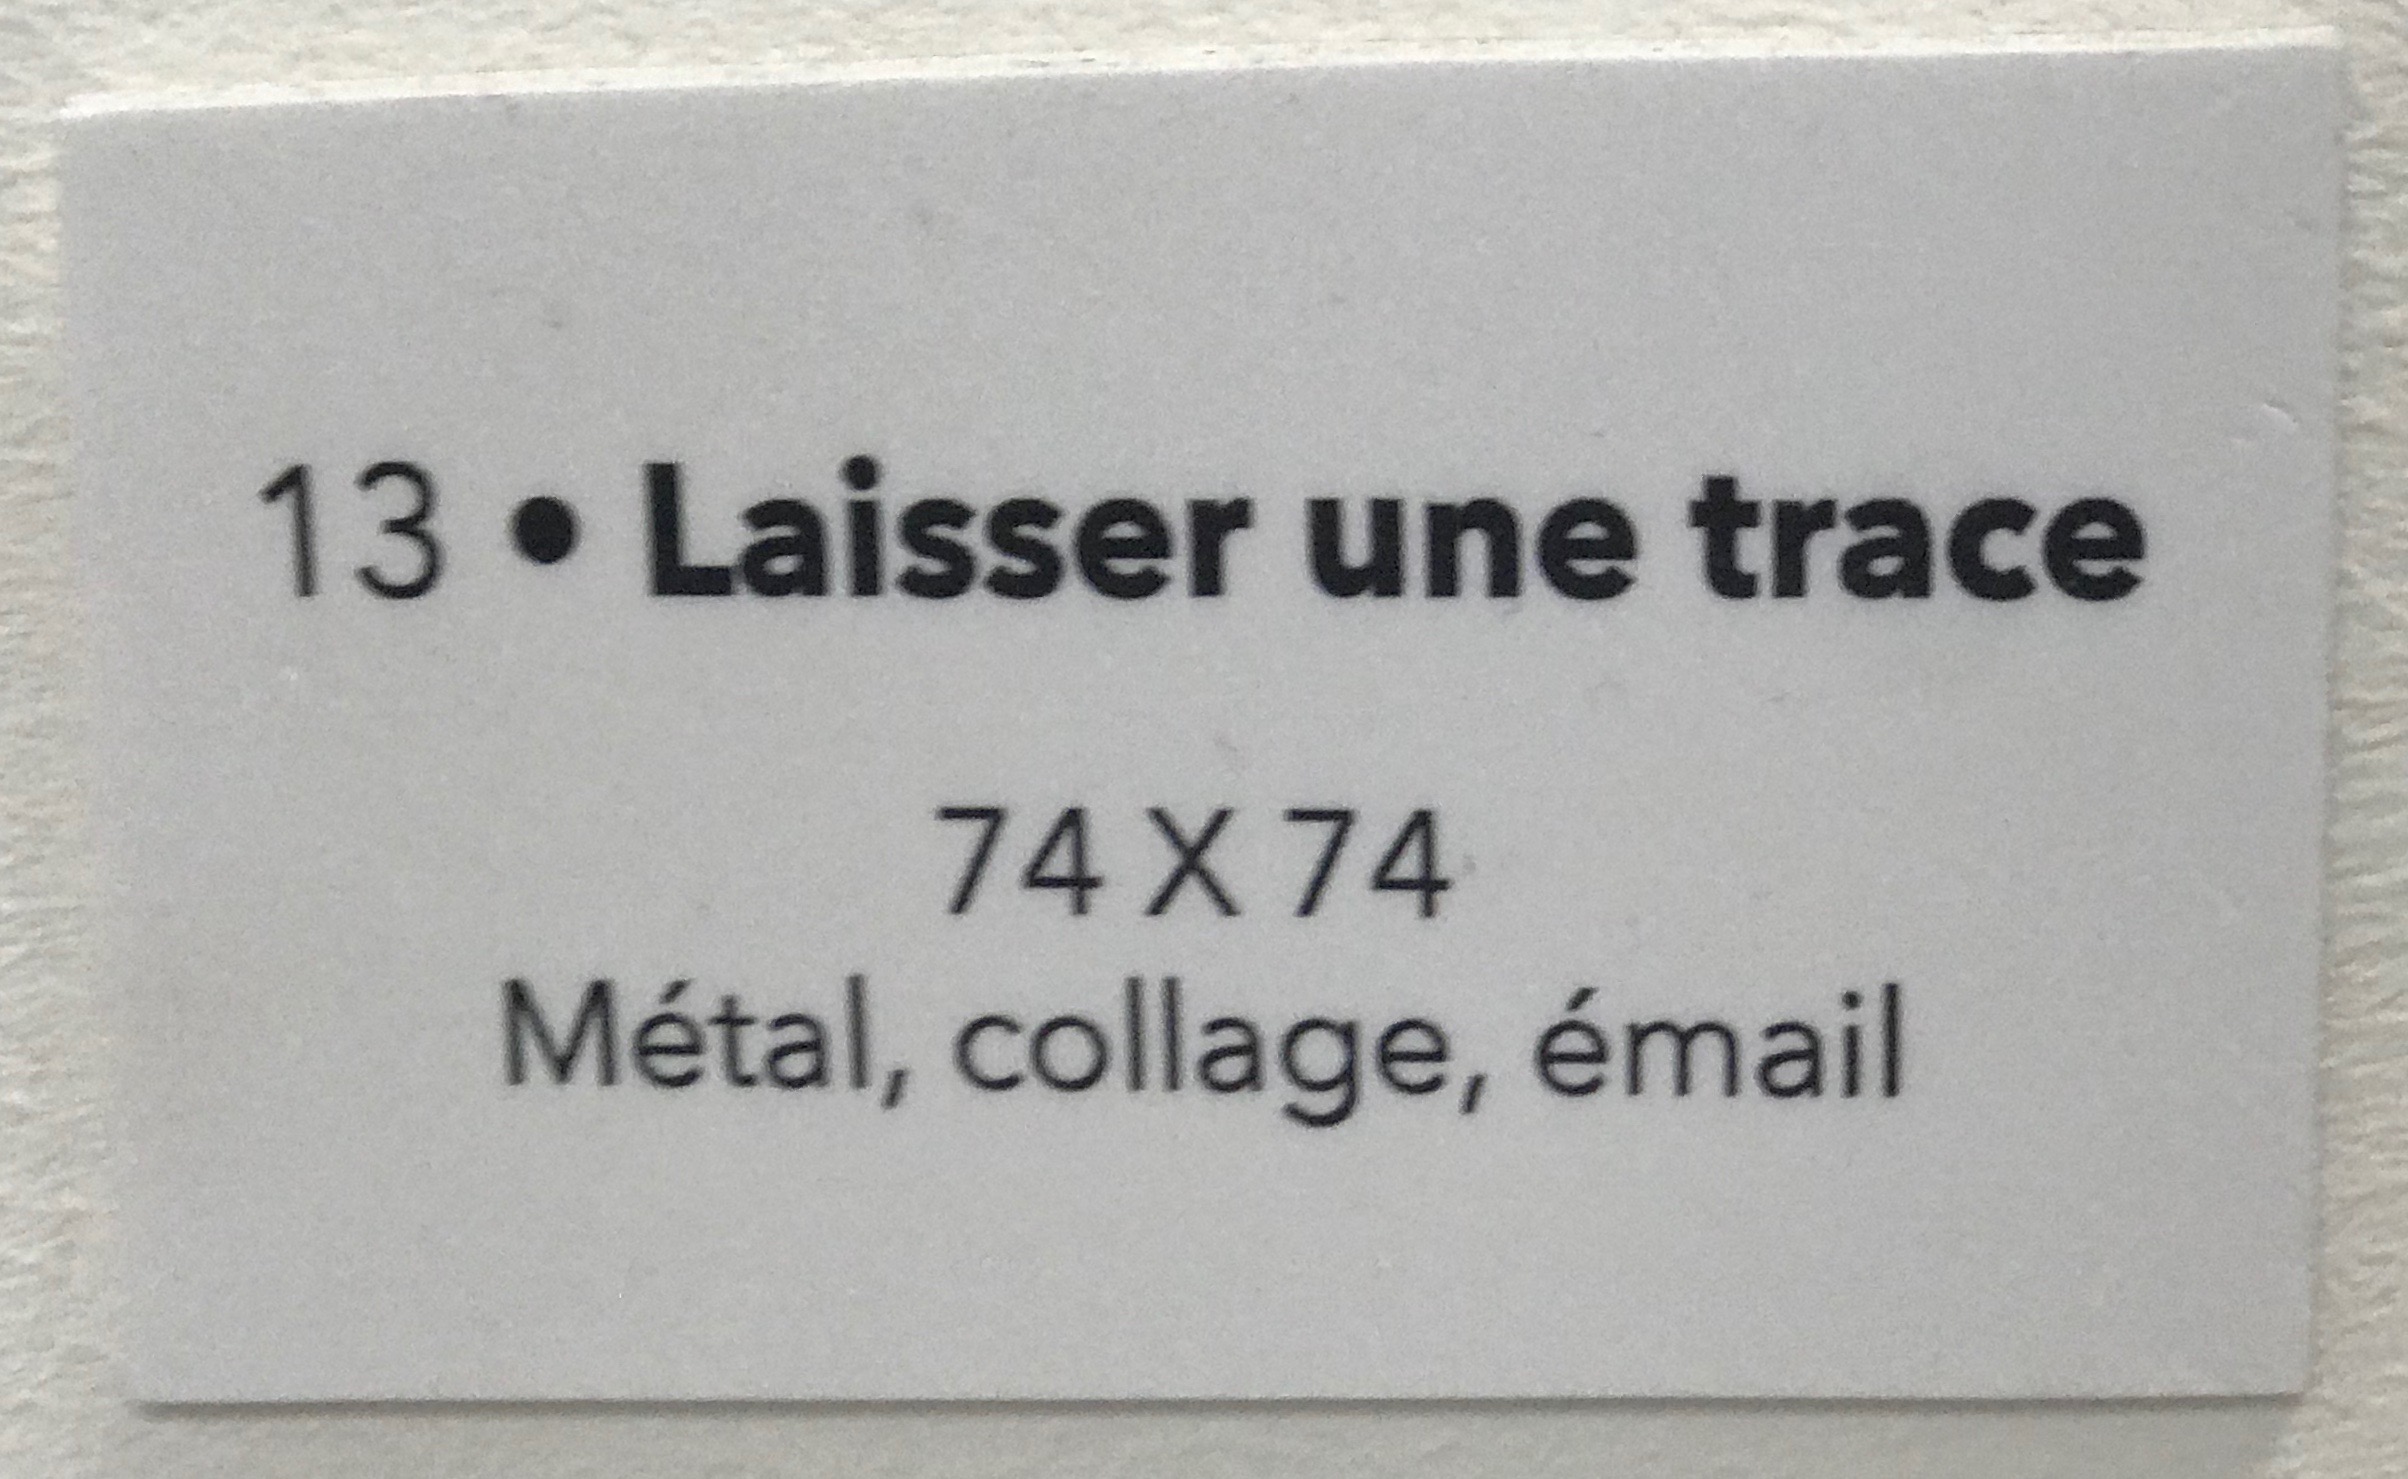 13 • Laisser une trace
74 X 74
Métal, collage, émail